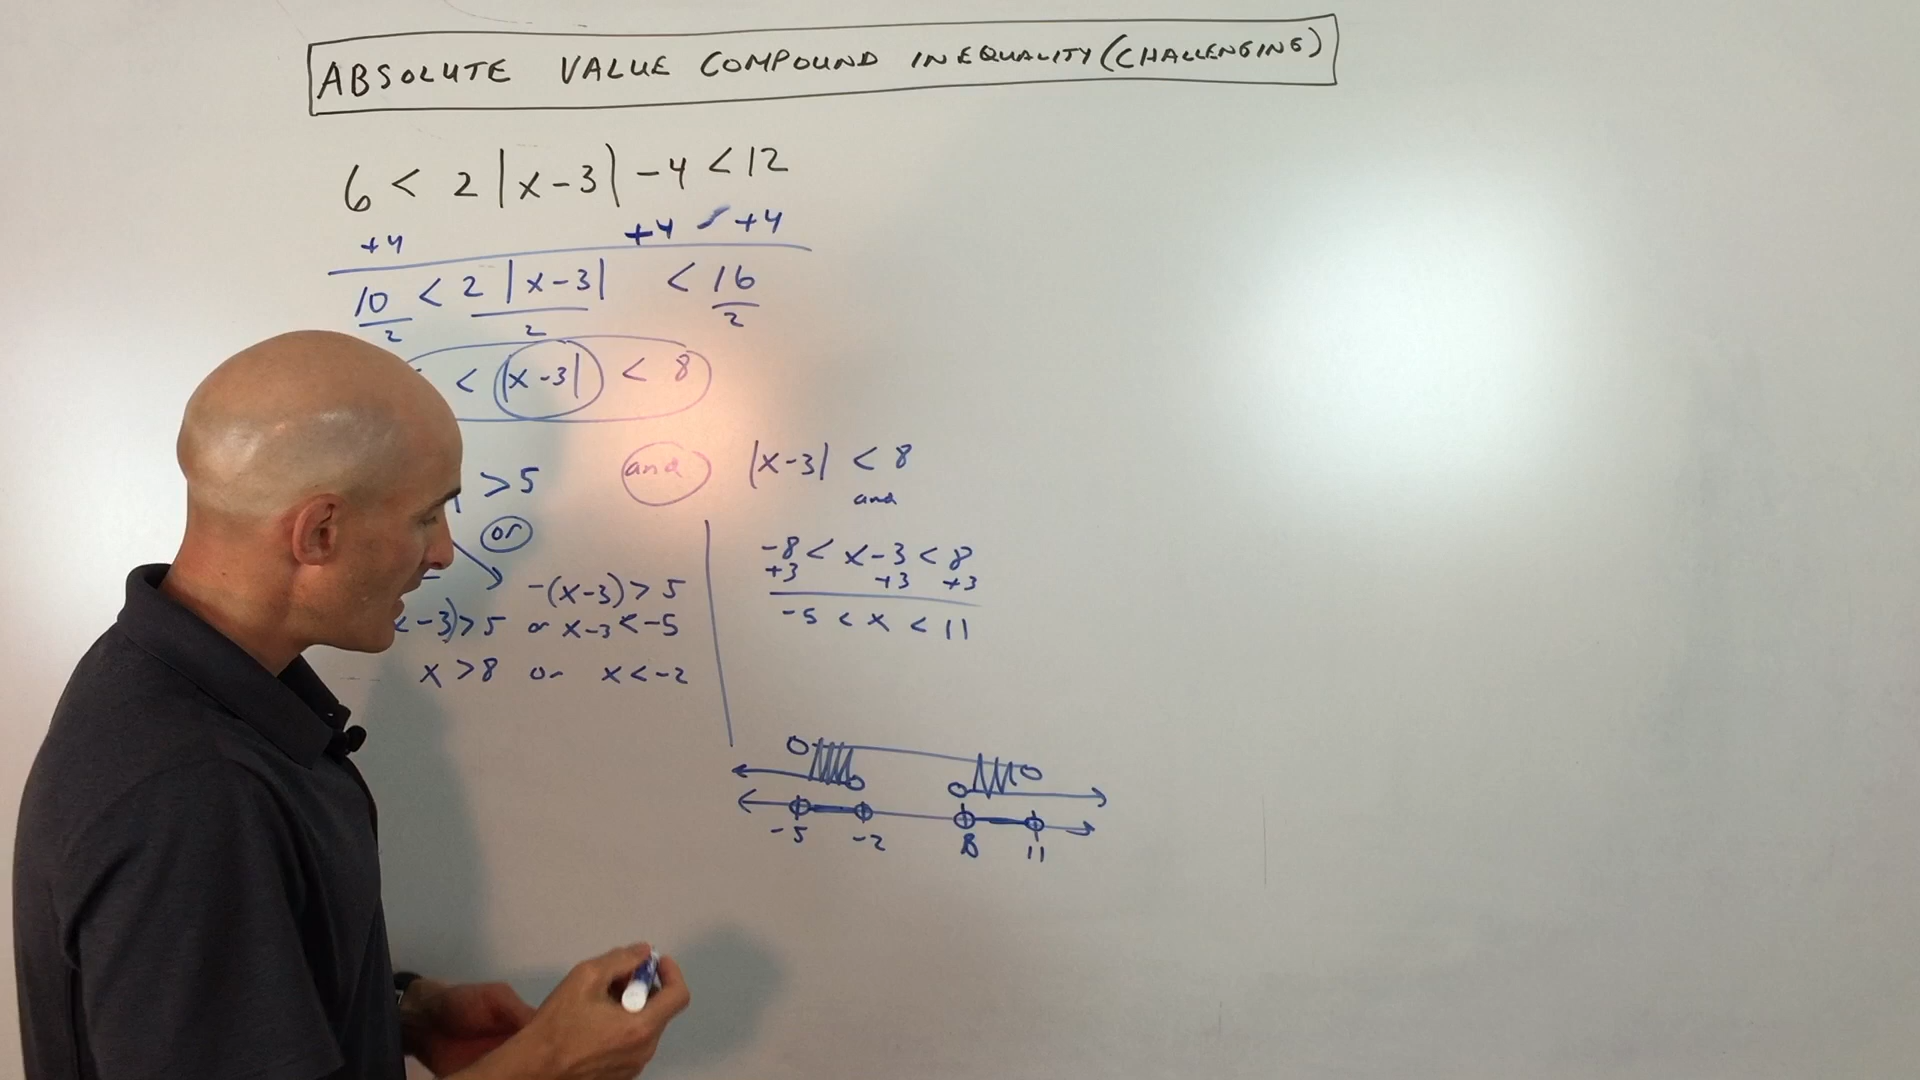 ABSOLUTE VALUE COMPOUND INEQUALITY (CHALLENGING)
6 < 2 |x-3| -4 < 12
+4 +4 +4
10 < 2 |x-3| < 16
2 2 2
< |x-3| < 8
> 5 and |x-3| < 8
or and
-8 < x-3 < 8
+3 +3 +3
-(x-3) > 5
x-3) > 5 or x-3 < -5
-5 < x < 11
x > 8 or x < -2
-5 -2 8 11